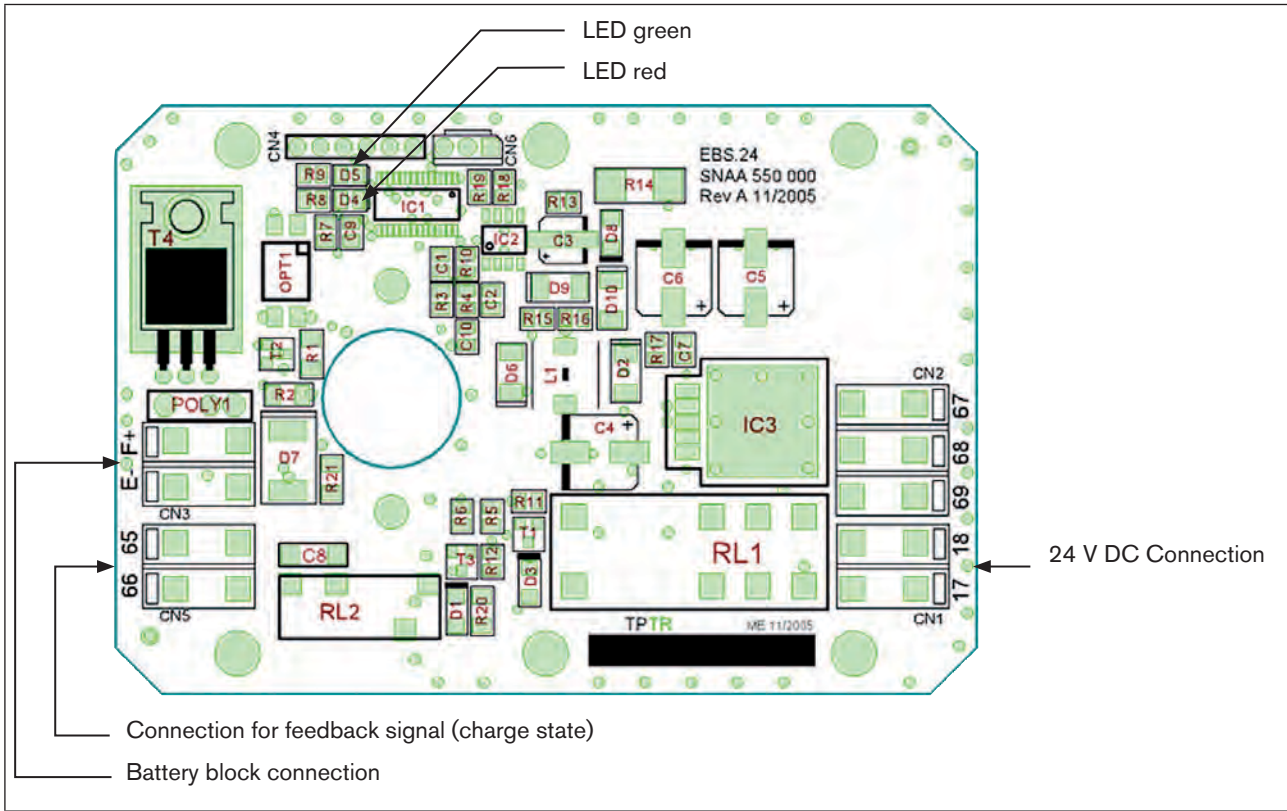 LED green
LED red
CN4
CN6
EBS.24
SNAA 550 000
Rev A 11/2005
R9 D5
R8 D4
R19 R18
R14
R13
IC1
T4
R7 C9
IC2
C3
D8
OPT1
C1 R10
C6
C5
D9
D10
R3 R4 C2
R15 R16
C10
T2
R1
R17 C7
D6
L1
D2
CN2
R2
POLY1
67
IC3
C4
F+
E-
D7
R21
68
69
CN3
R6 R5 R11
T1
65
66
C8
T3 R12
D3
RL1
18
17
24 V DC Connection
CN5
RL2
D1 R20
CN1
TPTR
ME 11/2005
Connection for feedback signal (charge state)
Battery block connection